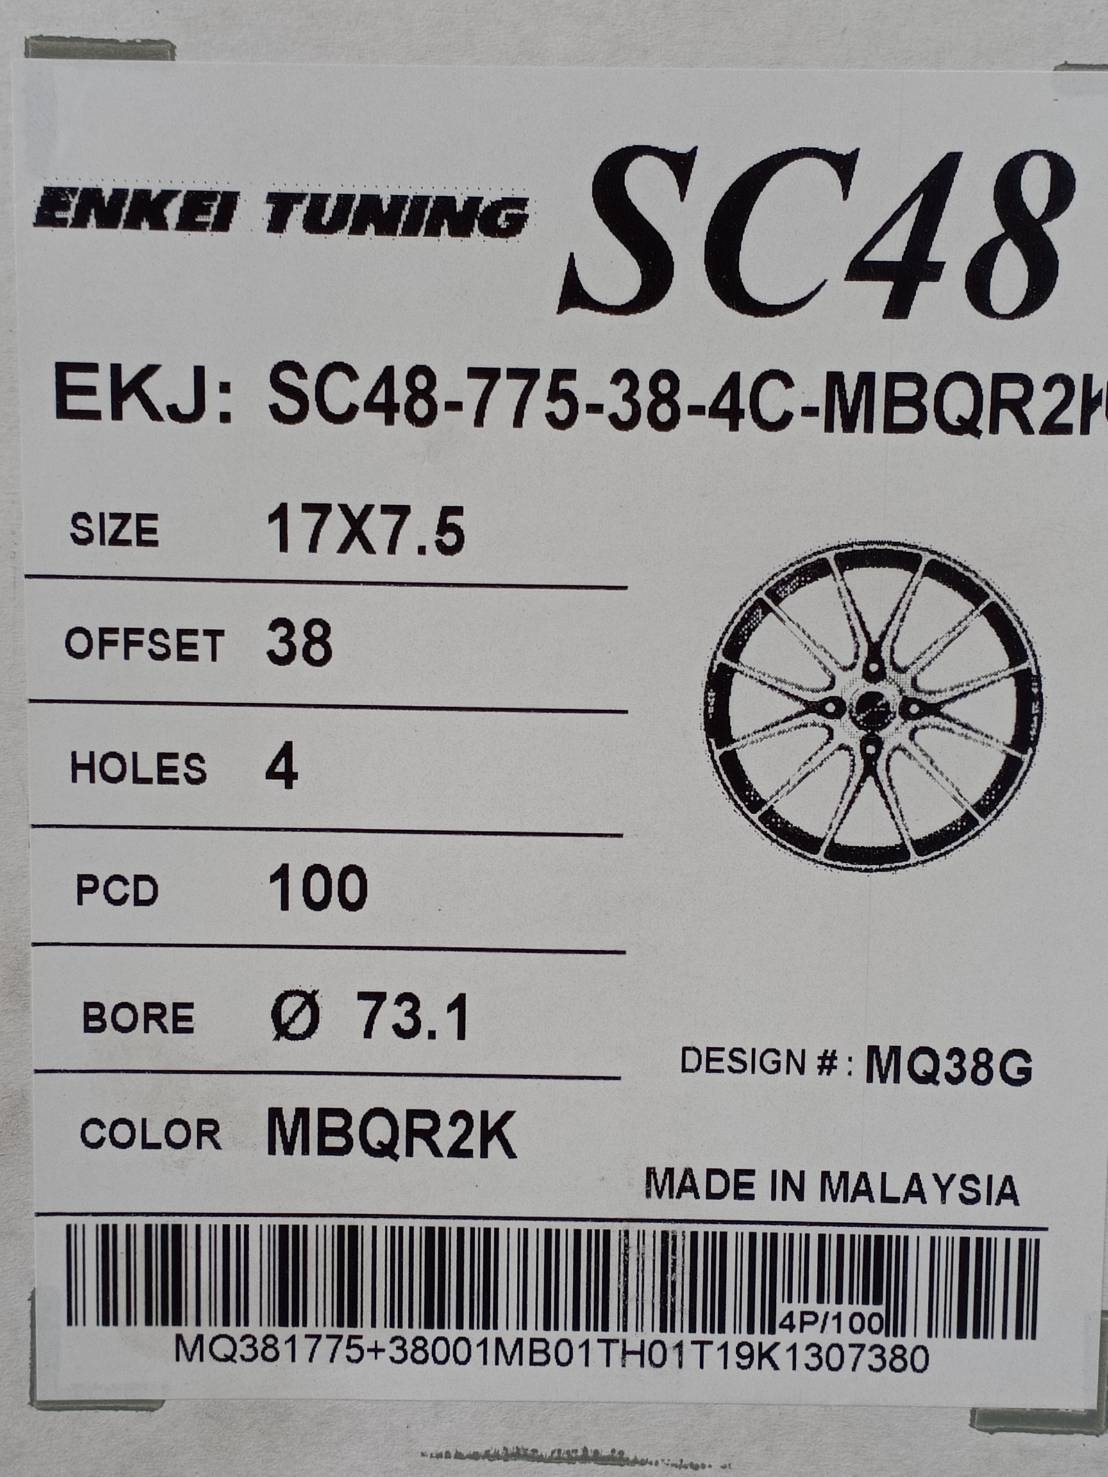 ENKEI TUNING
SC48
EKJ: SC48-775-38-4C-MBQR2K
SIZE 17X7.5
OFFSET 38
HOLES 4
PCD 100
BORE Ø 73.1
DESIGN #: MQ38G
COLOR MBQR2K
MADE IN MALAYSIA
4P/100
MQ381775+38001MB01TH01T19K1307380